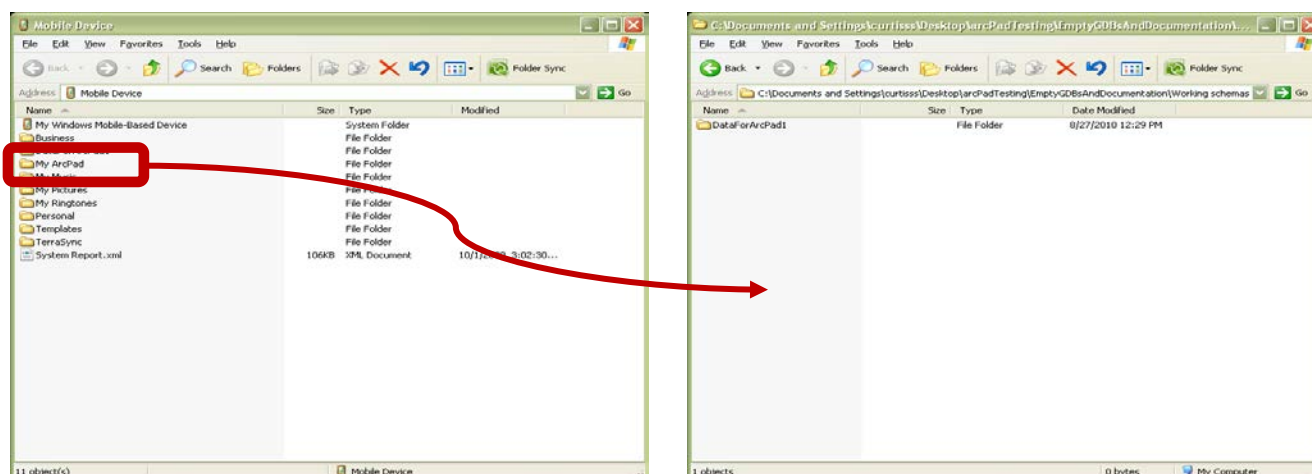 Mobile Device
File Edit View Favorites Tools Help
Back Search Folders Folder Sync
Address Mobile Device Go
Name Size Type Modified
My Windows Mobile-Based Device System Folder
Business File Folder
File Folder
My ArcPad File Folder
My Music File Folder
My Pictures File Folder
My Ringtones File Folder
Personal File Folder
Templates File Folder
TerraSync File Folder
System Report.xml 106KB XML Document 3:02:30...
11 object(s) Mobile Device
C:\Documents and Settings\curtisss\Desktop\arcPadTesting\EmptyGDBsAndDocumentation\...
File Edit View Favorites Tools Help
Back Search Folders Folder Sync
Address C:\Documents and Settings\curtisss\Desktop\arcPadTesting\EmptyGDBsAndDocumentation\Working schemas Go
Name Size Type Date Modified
DataForArcPad1 File Folder 8/27/2010 12:29 PM
1 objects 0 bytes My Computer